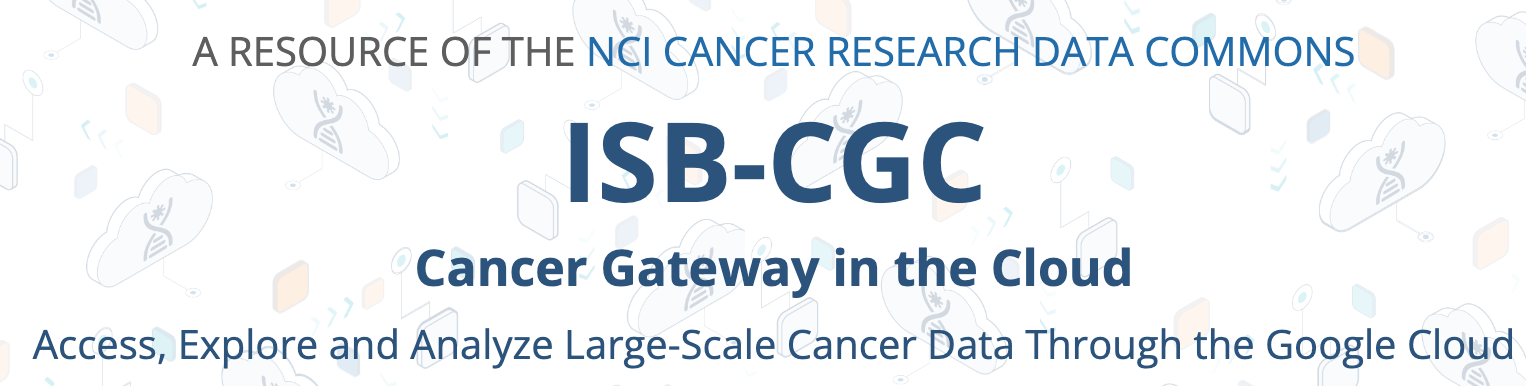 A RESOURCE OF THE NCI CANCER RESEARCH DATA COMMONS
ISB-CGC
Cancer Gateway in the Cloud
Access, Explore and Analyze Large-Scale Cancer Data Through the Google Cloud